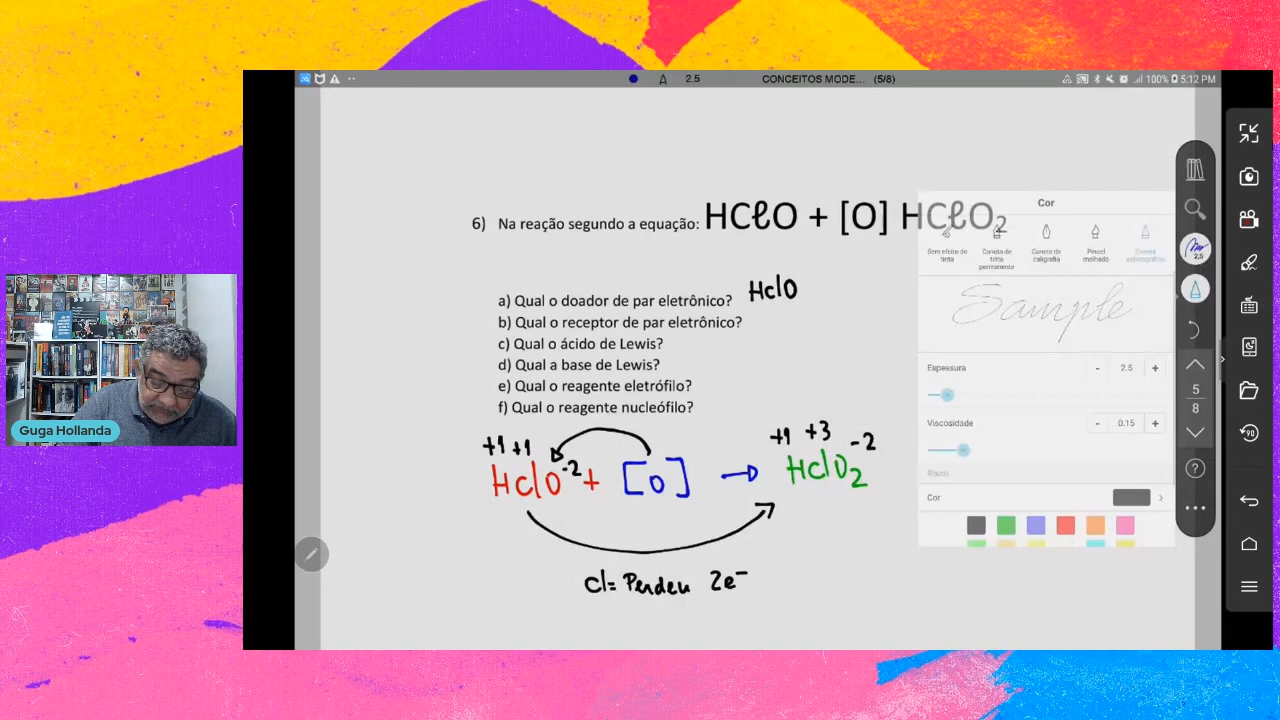 2.5 CONCEITOS MODE... (5/8) 100% 5:12 PM
6) Na reação segundo a equação: HCℓO + [O] HCℓO2
Cor
Sem efeito de tinta
Caneta de tinta permanente
Caneta de caligrafia
Pincel molhado
2,5
a) Qual o doador de par eletrônico? HclO
b) Qual o receptor de par eletrônico?
c) Qual o ácido de Lewis?
d) Qual a base de Lewis?
e) Qual o reagente eletrófilo?
f) Qual o reagente nucleófilo?
Sample
Espessura - 2.5 +
Viscosidade - 0.15 +
Risco
Cor
5
8
90
Guga Hollanda
+1 +1 -2 +1 +3 -2
HclO + [O] → HclO2
Cl= Perdeu 2e-